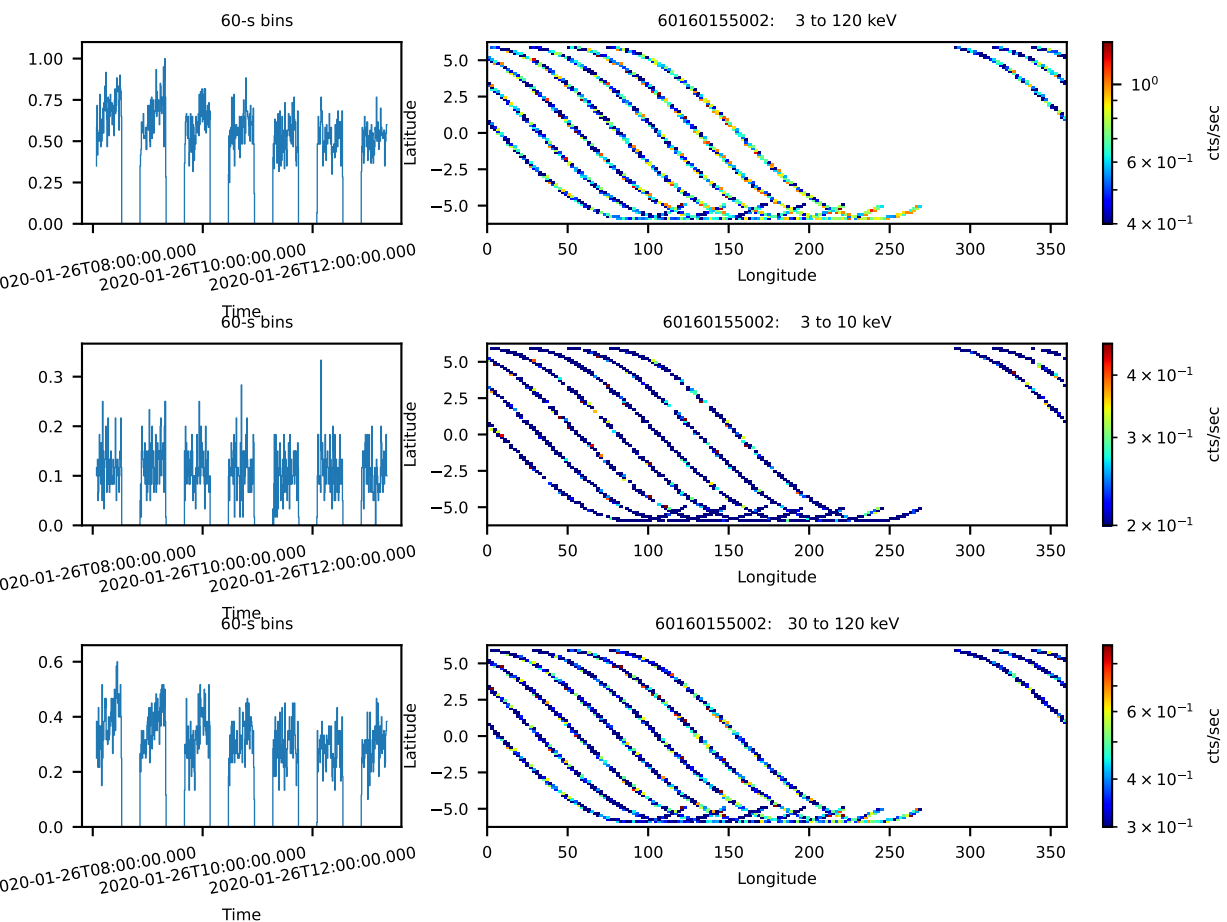 60-s bins
60160155002: 3 to 120 keV
1.00
0.75
0.50
0.25
0.00
Latitude
5.0
2.5
0.0
−2.5
−5.0
10⁰
6 × 10⁻¹
4 × 10⁻¹
cts/sec
020-01-26T08:00:00.000
2020-01-26T10:00:00.000
2020-01-26T12:00:00.000
0 50 100 150 200 250 300 350
Time
Longitude
60-s bins
60160155002: 3 to 10 keV
0.3
0.2
0.1
0.0
Latitude
5.0
2.5
0.0
−2.5
−5.0
4 × 10⁻¹
3 × 10⁻¹
2 × 10⁻¹
cts/sec
020-01-26T08:00:00.000
2020-01-26T10:00:00.000
2020-01-26T12:00:00.000
0 50 100 150 200 250 300 350
Time
Longitude
60-s bins
60160155002: 30 to 120 keV
0.6
0.4
0.2
0.0
Latitude
5.0
2.5
0.0
−2.5
−5.0
6 × 10⁻¹
4 × 10⁻¹
3 × 10⁻¹
cts/sec
020-01-26T08:00:00.000
2020-01-26T10:00:00.000
2020-01-26T12:00:00.000
0 50 100 150 200 250 300 350
Time
Longitude